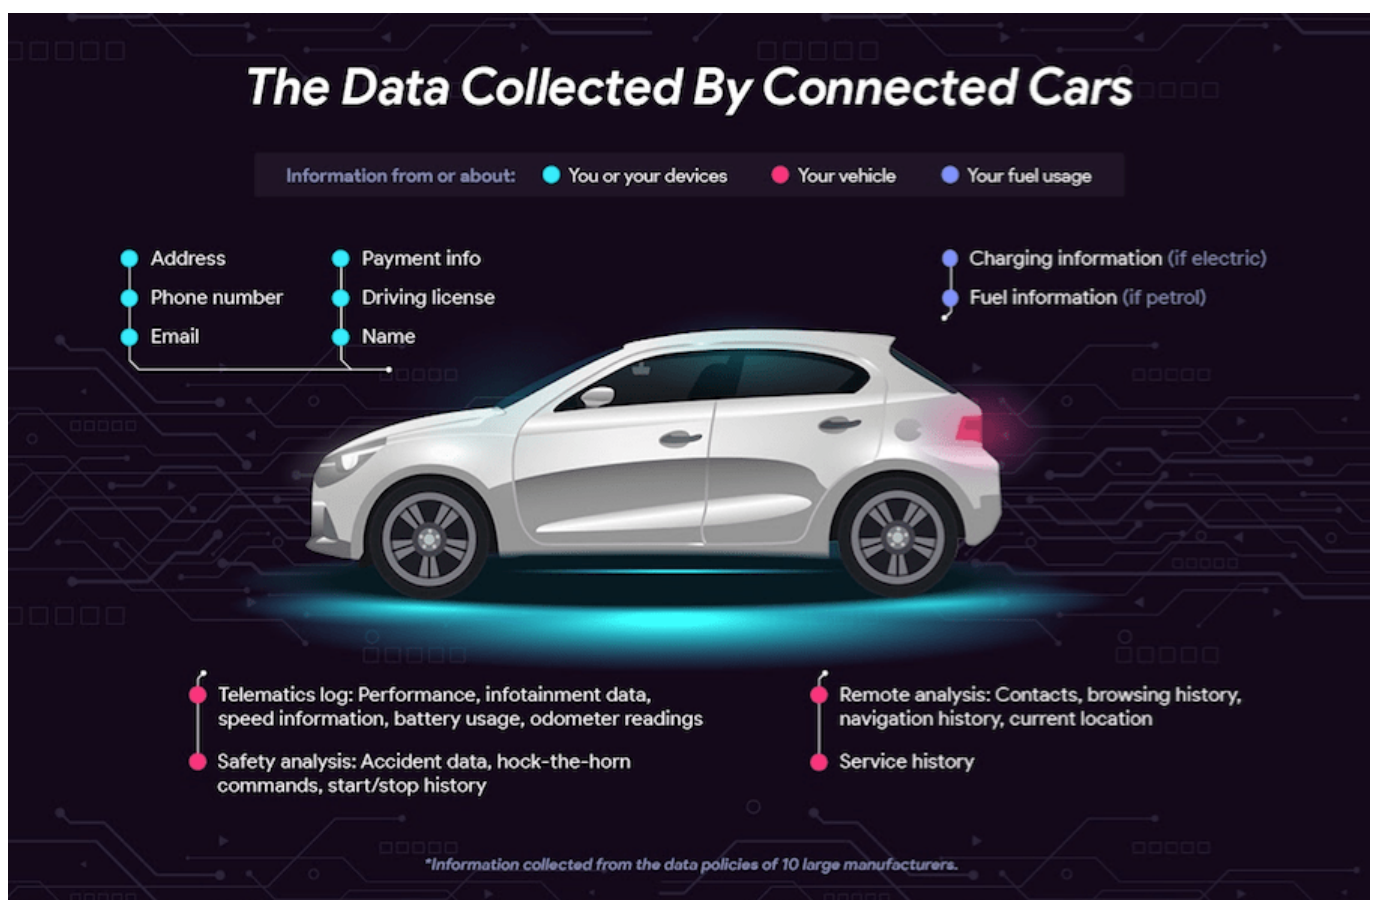 The Data Collected By Connected Cars
Information from or about: You or your devices Your vehicle Your fuel usage
Address
Phone number
Email
Payment info
Driving license
Name
Charging information (if electric)
Fuel information (if petrol)
Telematics log: Performance, infotainment data,
speed information, battery usage, odometer readings
Safety analysis: Accident data, hock-the-horn
commands, start/stop history
Remote analysis: Contacts, browsing history,
navigation history, current location
Service history
*Information collected from the data policies of 10 large manufacturers.